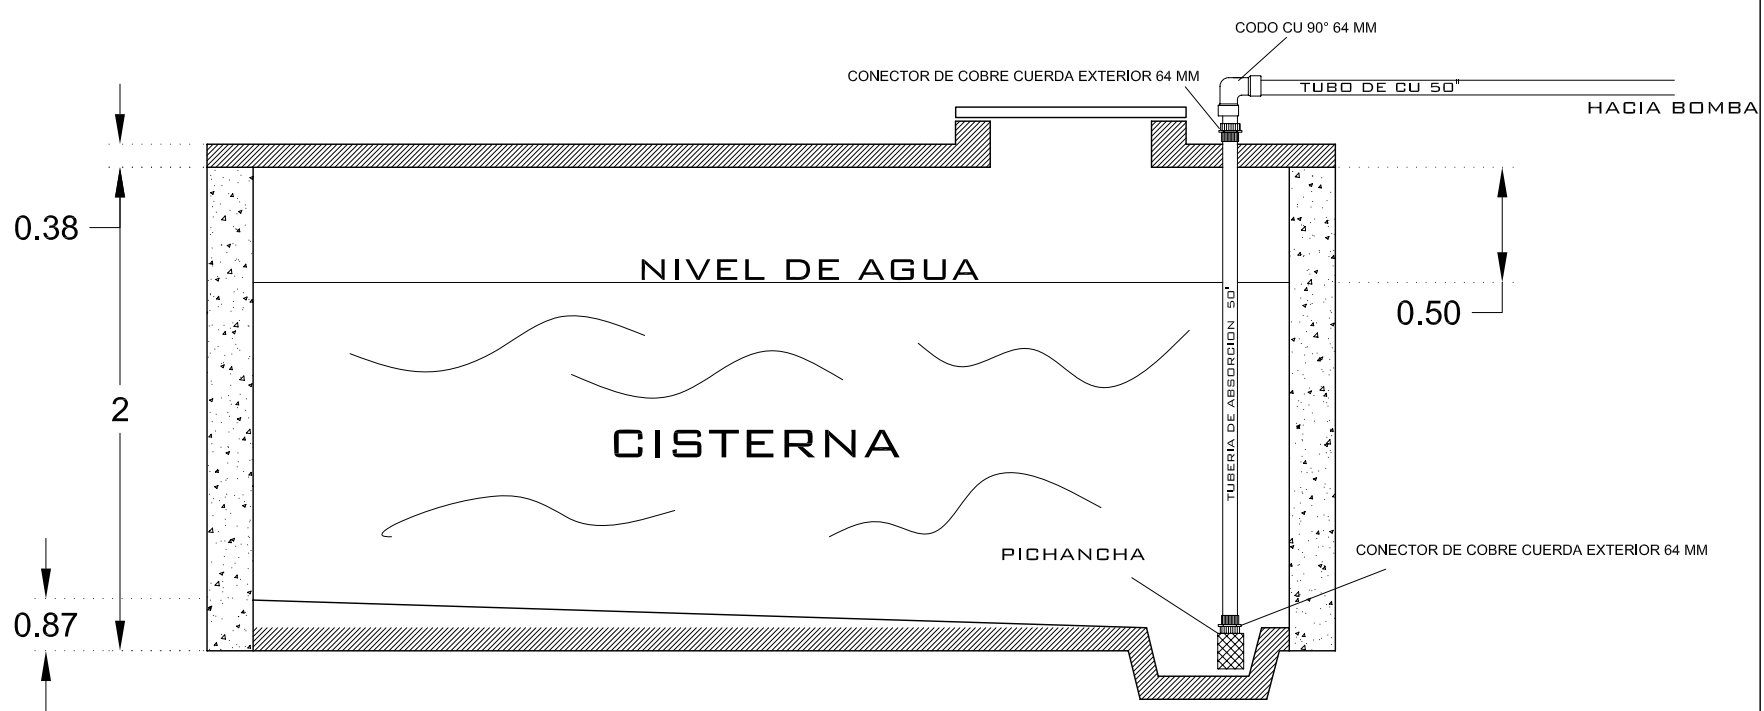 CODO CU 90° 64 MM
CONECTOR DE COBRE CUERDA EXTERIOR 64 MM
TUBO DE CU 50"
HACIA BOMBA
0.38
NIVEL DE AGUA
0.50
TUBERIA DE ABSORCION 50"
2
CISTERNA
PICHANCHA
CONECTOR DE COBRE CUERDA EXTERIOR 64 MM
0.87